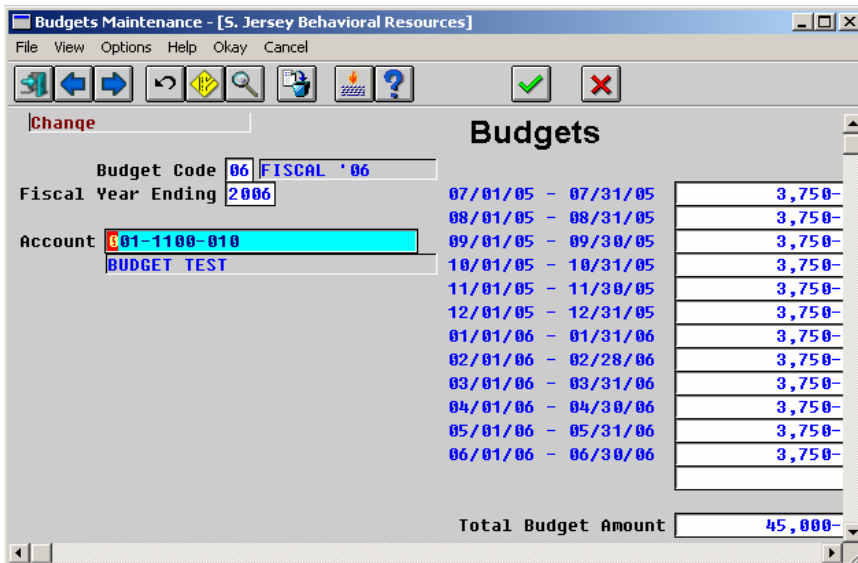 Budgets Maintenance - [S. Jersey Behavioral Resources]
File View Options Help Okay Cancel
Change
Budgets
Budget Code 06 FISCAL '06
Fiscal Year Ending 2006
07/01/05 - 07/31/05 3,750-
08/01/05 - 08/31/05 3,750-
Account 01-1100-010
09/01/05 - 09/30/05 3,750-
BUDGET TEST
10/01/05 - 10/31/05 3,750-
11/01/05 - 11/30/05 3,750-
12/01/05 - 12/31/05 3,750-
01/01/06 - 01/31/06 3,750-
02/01/06 - 02/28/06 3,750-
03/01/06 - 03/31/06 3,750-
04/01/06 - 04/30/06 3,750-
05/01/06 - 05/31/06 3,750-
06/01/06 - 06/30/06 3,750-
Total Budget Amount 45,000-